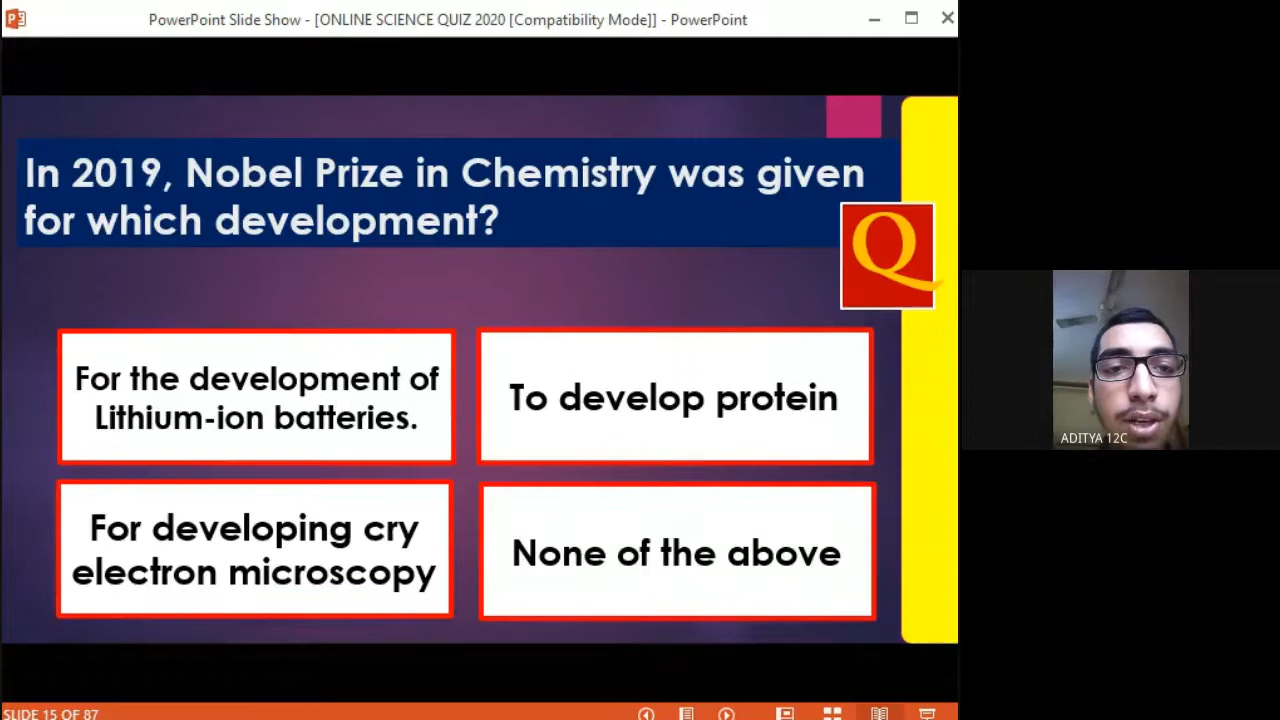 PowerPoint Slide Show - [ONLINE SCIENCE QUIZ 2020 [Compatibility Mode]] - PowerPoint
In 2019, Nobel Prize in Chemistry was given
for which development?
Q
For the development of
Lithium-ion batteries.
To develop protein
For developing cry
electron microscopy
None of the above
ADITYA 12C
SLIDE 15 OF 87